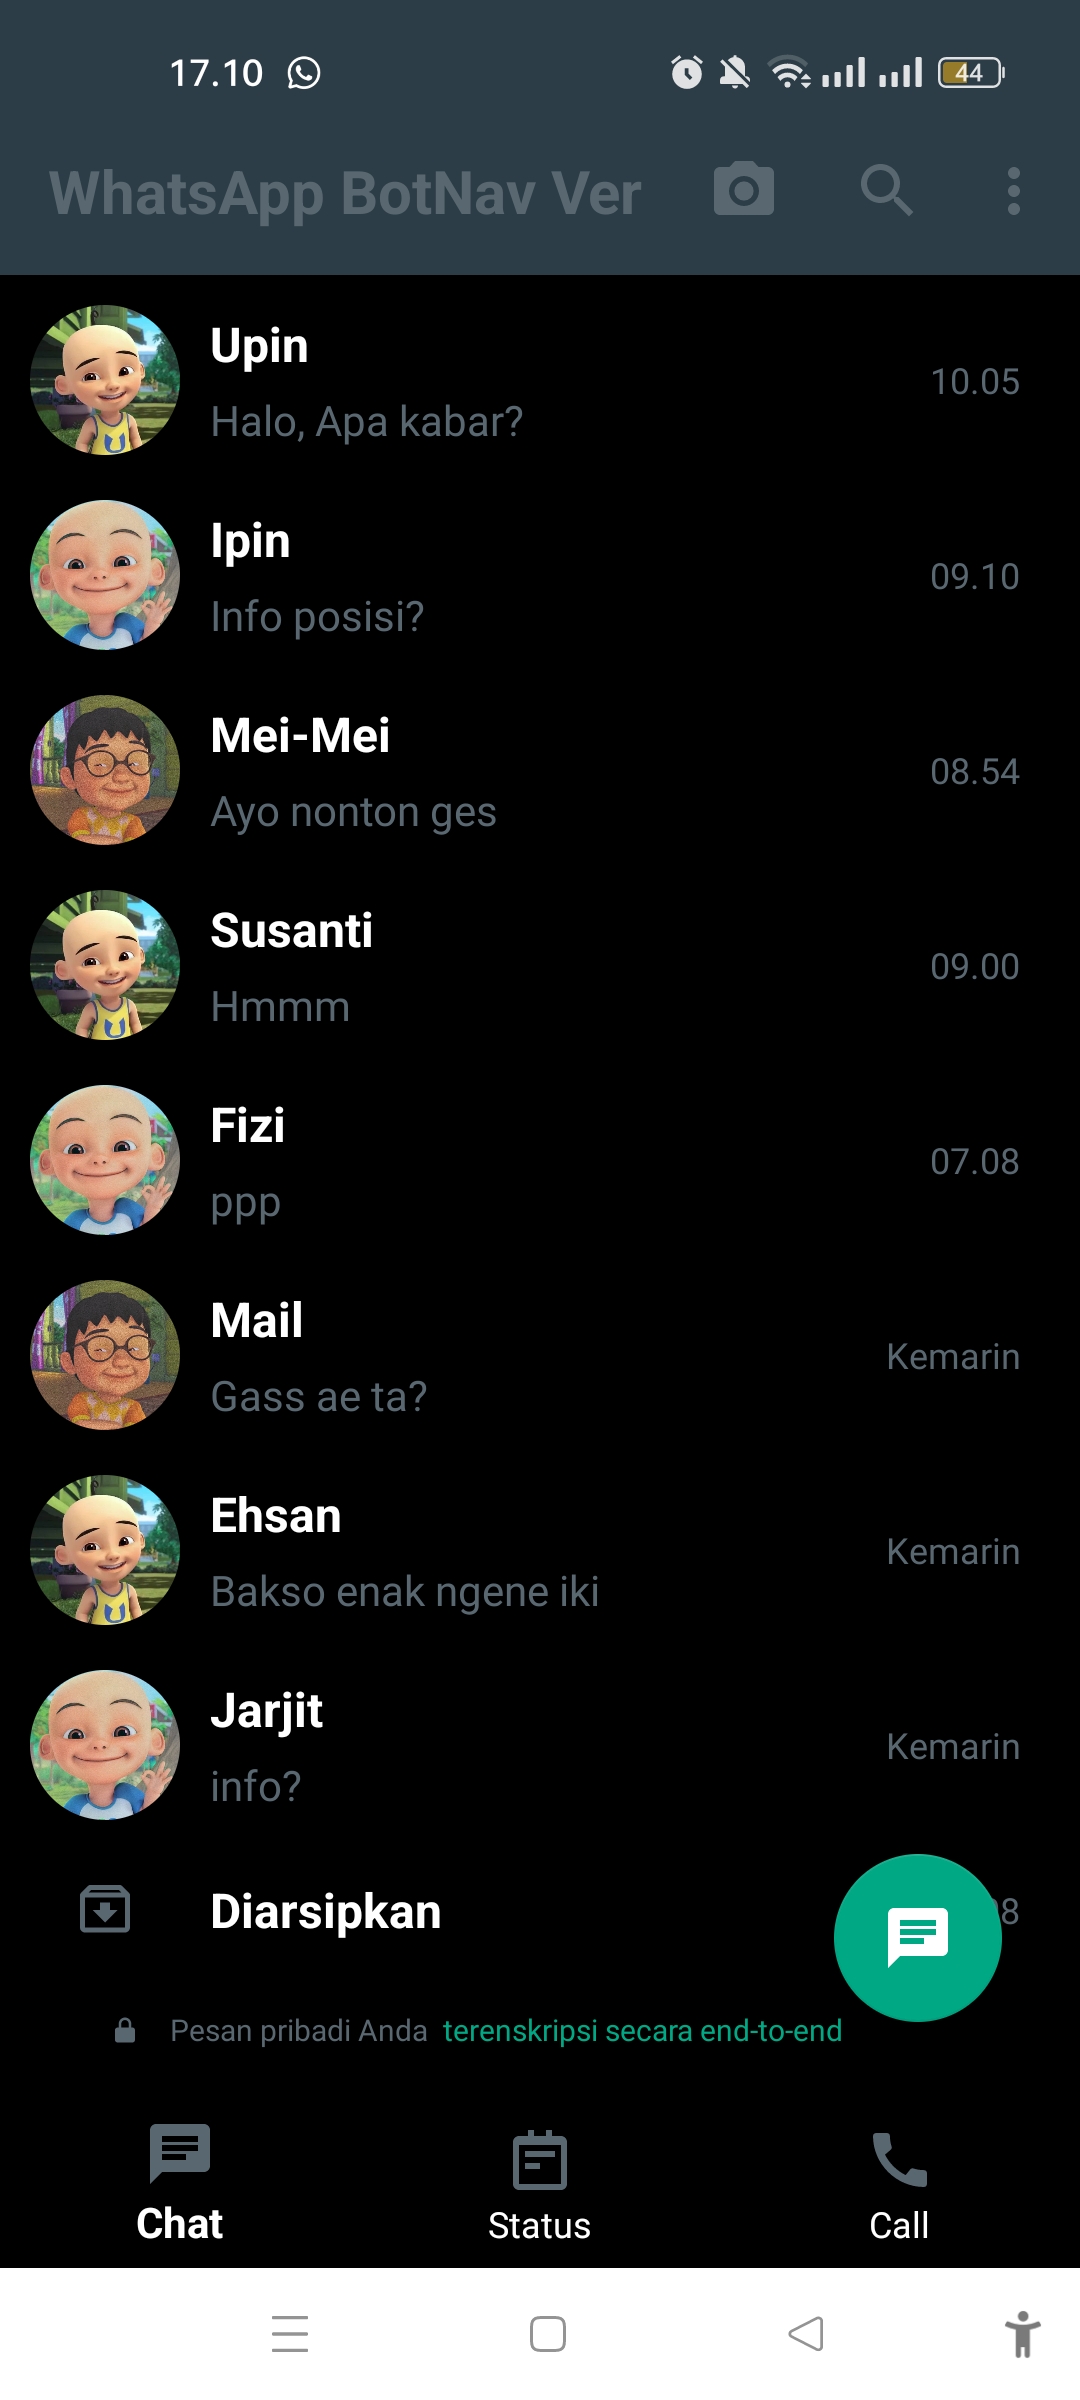 17.10
44
WhatsApp BotNav Ver
Upin
10.05
Halo, Apa kabar?
Ipin
09.10
Info posisi?
Mei-Mei
08.54
Ayo nonton ges
Susanti
09.00
Hmmm
Fizi
07.08
ppp
Mail
Kemarin
Gass ae ta?
Ehsan
Kemarin
Bakso enak ngene iki
Jarjit
Kemarin
info?
Diarsipkan
Pesan pribadi Anda terenskripsi secara end-to-end
Chat
Status
Call